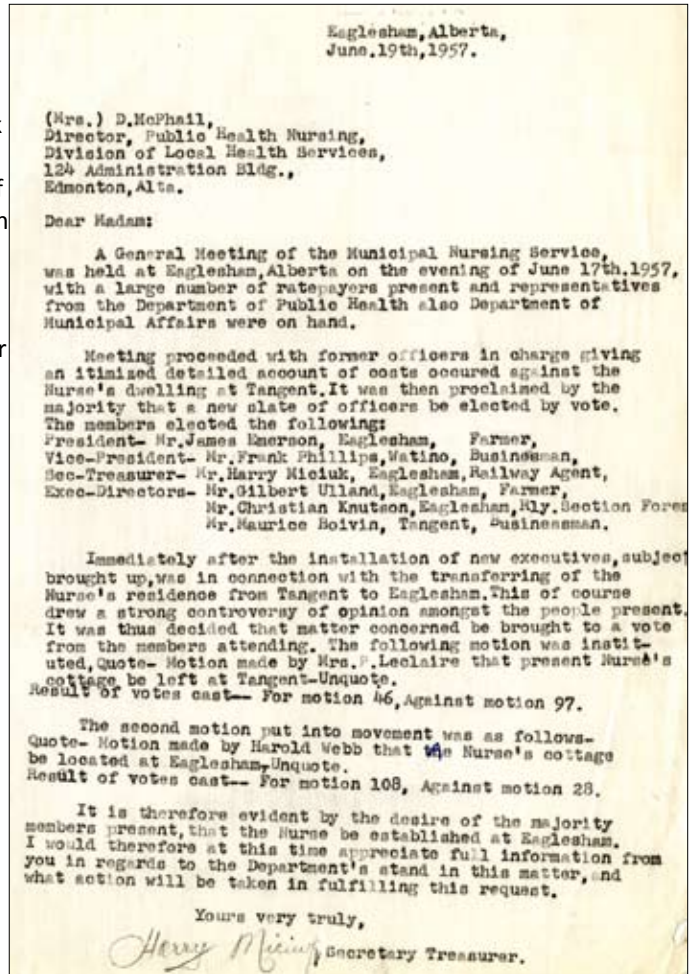 Eaglesham,Alberta,
June.19th,1957.
(Mrs.) D.McPhail,
Director, Public Health Nursing,
Division of Local Health Services,
124 Administration Bldg.,
Edmonton,Alta.
Dear Madam:
A General Meeting of the Municipal Nursing Service,
was held at Eaglesham,Alberta on the evening of June 17th.1957,
with a large number of ratepayers present and representatives
from the Department of Public Health also Department of
Municipal Affairs were on hand.
Meeting proceeded with former officers in charge giving
an itimized detailed account of costs occured against the
Nurse's dwelling at Tangent.It was then proclaimed by the
majority that a new slate of officers be elected by vote.
The members elected the following:
President- Mr.James Emerson, Eaglesham, Farmer,
Vice-President- Mr.Frank Phillips,Watino, Businesman,
Sec-Treasurer- Mr.Harry Miciuk, Eaglesham,Railway Agent,
Exec-Directors- Mr.Gilbert Ulland,Eaglesham, Farmer,
Mr.Christian Knutson,Eaglesham,Rly.Section Fores
Mr.Maurice Boivin, Tangent, Businessman.
Immediately after the installation of new executives,subject
brought up,was in connection with the transferring of the
Nurse's residence from Tangent to Eaglesham.This of course
drew a strong controversy of opinion amongst the people present.
It was thus decided that matter concerned be brought to a vote
from the members attending. The following motion was instit-
uted,Quote- Motion made by Mrs.P.Leclaire that present Nurse's
cottage be left at Tangent-Unquote.
Result of votes cast-- For motion 46,Against motion 97.
The second motion put into movement was as follows-
Quote- Motion made by Harold Webb that the Nurse's cottage
be located at Eaglesham,Unquote.
Result of votes cast-- For motion 108, Against motion 28.
It is therefore evident by the desire of the majority
members present,that the Nurse be established at Eaglesham.
I would therefore at this time appreciate full information from
you in regards to the Department's stand in this matter,and
what action will be taken in fulfilling this request.
Yours very truly,
Harry Miciuk, Secretary Treasurer.